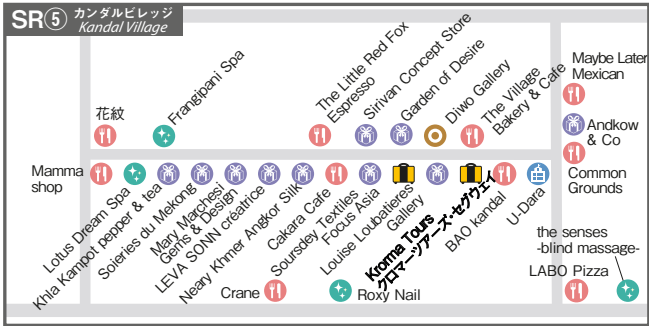 SR⑤ カンダルビレッジ
Kandal Village
花紋
Frangipani Spa
The Little Red Fox
Espresso
Sirivan Concept Store
Garden of Desire
Diwo Gallery
The Village
Bakery & Cafe
Maybe Later
Mexican
Andkow
& Co
Common
Grounds
Mamma
shop
Lotus Dream Spa
Khla Kampot pepper & tea
Soieries du Mekong
Mary Marchesi
Gems & Design
LEVA SONN créatrice
Neary Khmer Angkor Silk
Cakara Cafe
Soursdey Textiles
Focus Asia
Louise Loubatieres
Gallery
Kroma Tours
クロマーツアーズ・セグウェイ
BAO kandal
U-Dara
the senses
-blind massage-
LABO Pizza
Crane
Roxy Nail